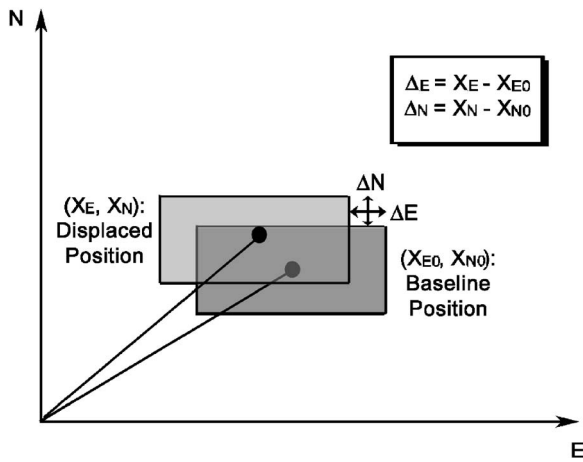 N
ΔE = XE - XE0
ΔN = XN - XN0
ΔN
ΔE
(XE, XN):
Displaced
Position
(XE0, XN0):
Baseline
Position
E